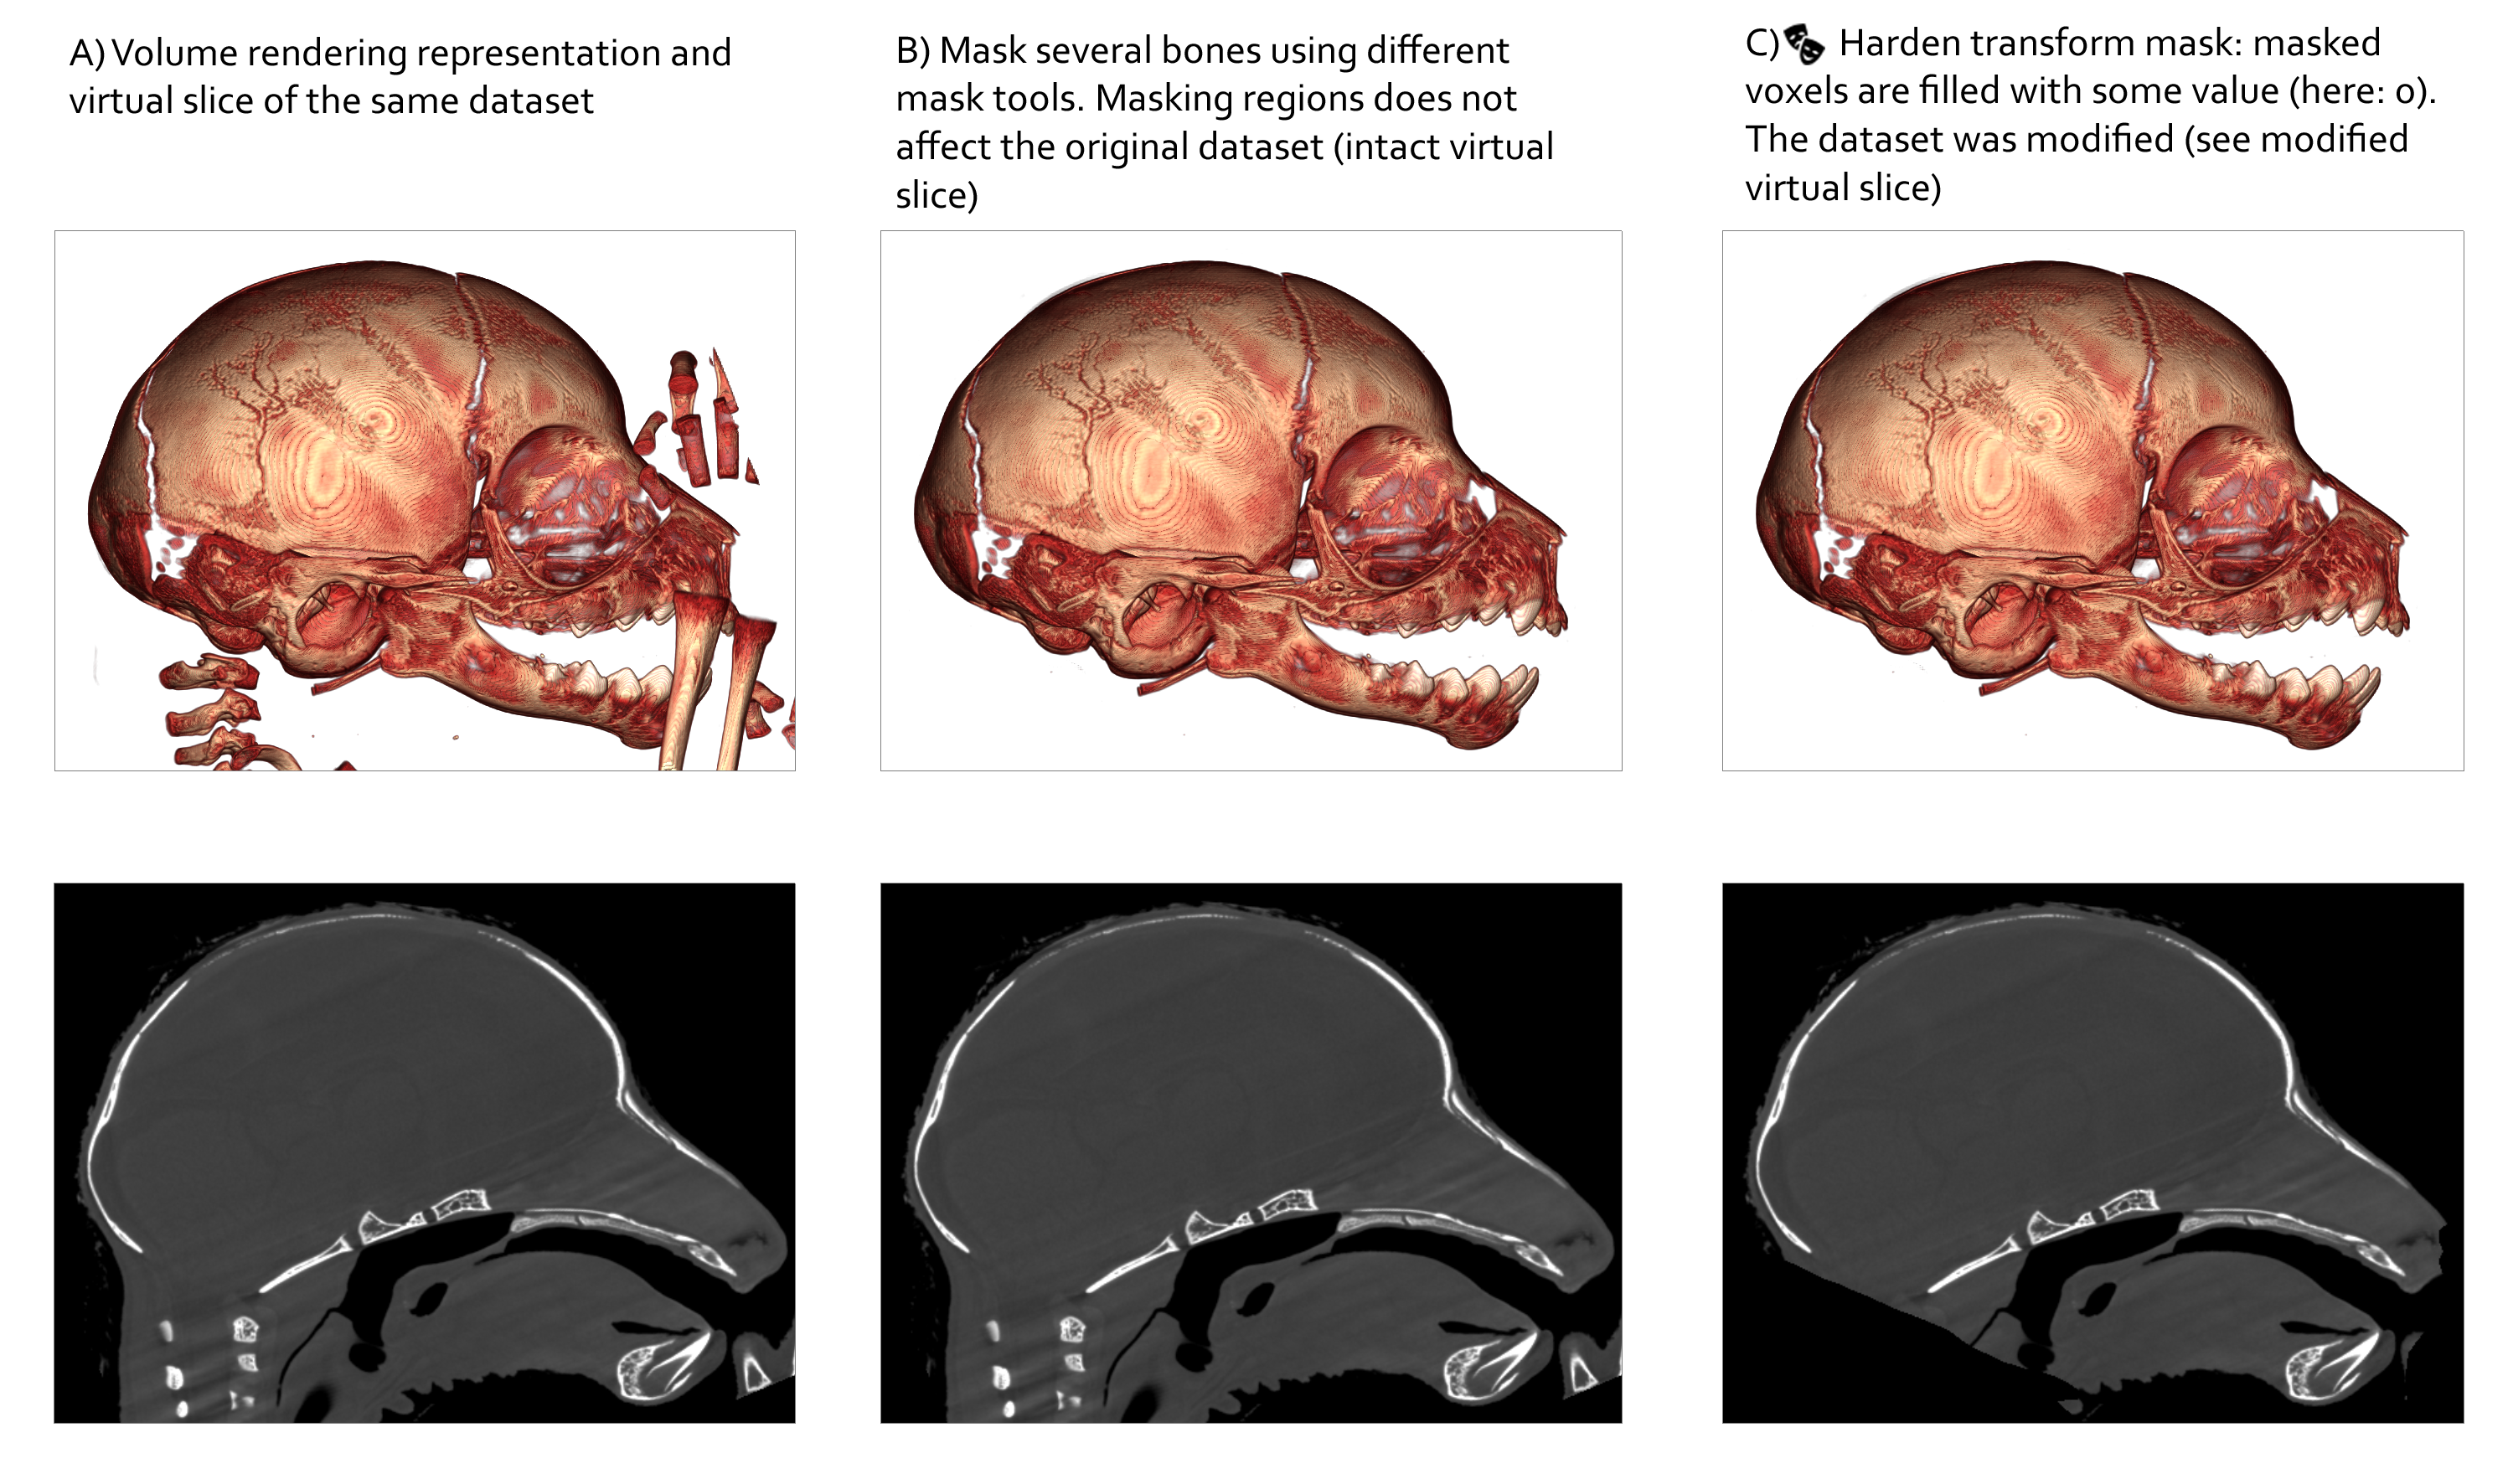 A) Volume rendering representation and
virtual slice of the same dataset
B) Mask several bones using different
mask tools. Masking regions does not
affect the original dataset (intact virtual
slice)
C) Harden transform mask: masked
voxels are filled with some value (here: 0).
The dataset was modified (see modified
virtual slice)